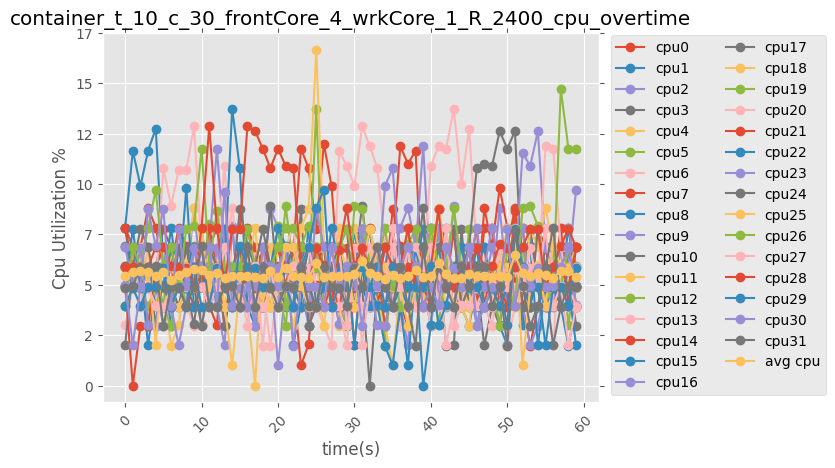 container_t_10_c_30_frontCore_4_wrkCore_1_R_2400_cpu_overtime
Cpu Utilization %
17
15
12
10
7
5
2
0
0
10
20
30
40
50
60
time(s)
cpu0
cpu1
cpu2
cpu3
cpu4
cpu5
cpu6
cpu7
cpu8
cpu9
cpu10
cpu11
cpu12
cpu13
cpu14
cpu15
cpu16
cpu17
cpu18
cpu19
cpu20
cpu21
cpu22
cpu23
cpu24
cpu25
cpu26
cpu27
cpu28
cpu29
cpu30
cpu31
avg cpu